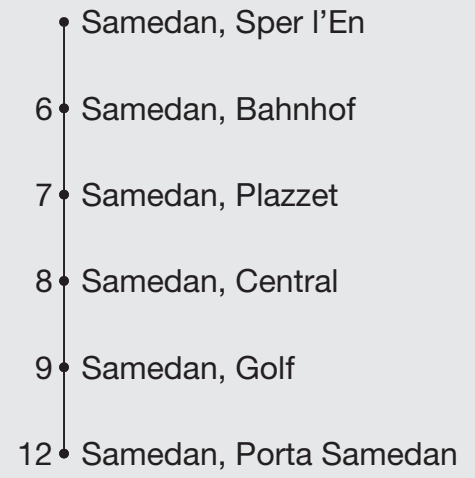 Samedan, Sper l’En
6 Samedan, Bahnhof
7 Samedan, Plazzet
8 Samedan, Central
9 Samedan, Golf
12 Samedan, Porta Samedan